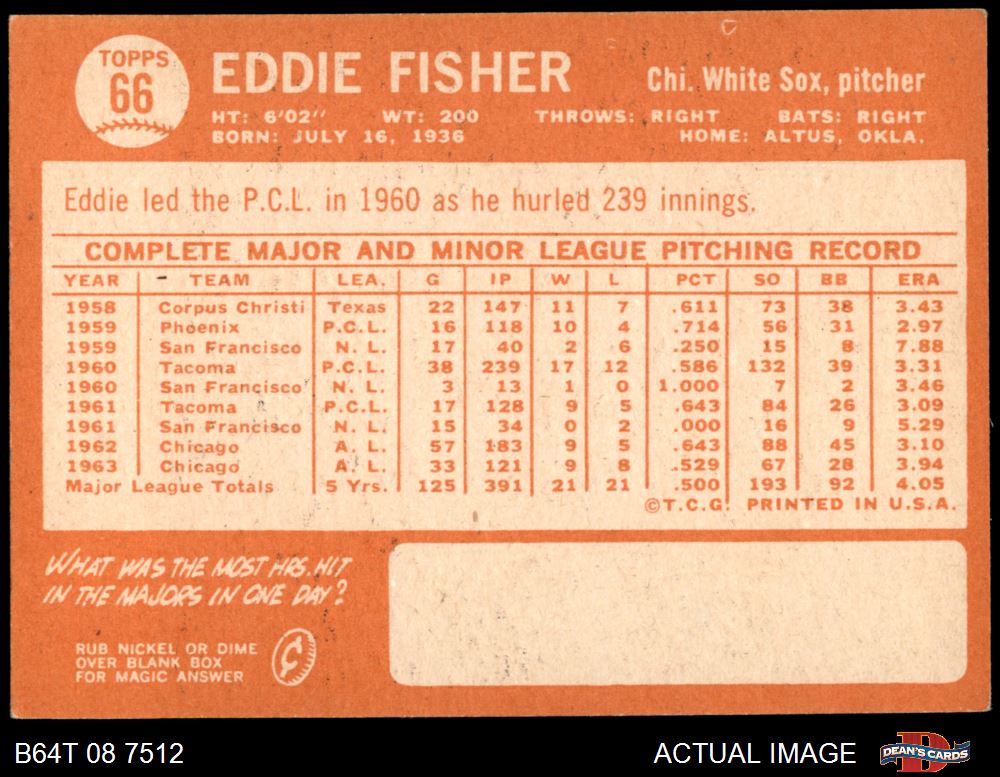 TOPPS
66
EDDIE FISHER
Chi. White Sox, pitcher
HT: 6'02" WT: 200 THROWS: RIGHT BATS: RIGHT
BORN: JULY 16, 1936 HOME: ALTUS, OKLA.
Eddie led the P.C.L. in 1960 as he hurled 239 innings.
COMPLETE MAJOR AND MINOR LEAGUE PITCHING RECORD
YEAR TEAM LEA. G IP W L PCT SO BB ERA
1958 Corpus Christi Texas 22 147 11 7 .611 73 38 3.43
1959 Phoenix P.C.L. 16 118 10 4 .714 56 31 2.97
1959 San Francisco N. L. 17 40 2 6 .250 15 8 7.88
1960 Tacoma P.C.L. 38 239 17 12 .586 132 39 3.31
1960 San Francisco N. L. 3 13 1 0 1.000 7 2 3.46
1961 Tacoma P.C.L. 17 128 9 5 .643 84 26 3.09
1961 San Francisco N. L. 15 34 0 2 .000 16 9 5.29
1962 Chicago A. L. 57 183 9 5 .643 88 45 3.10
1963 Chicago A. L. 33 121 9 8 .529 67 28 3.94
Major League Totals 5 Yrs. 125 391 21 21 .500 193 92 4.05
©T.C.G. PRINTED IN U.S.A.
WHAT WAS THE MOST HRS. HIT
IN THE MAJORS IN ONE DAY?
RUB NICKEL OR DIME
OVER BLANK BOX
FOR MAGIC ANSWER
¢
B64T 08 7512
ACTUAL IMAGE
D
DEAN'S CARDS